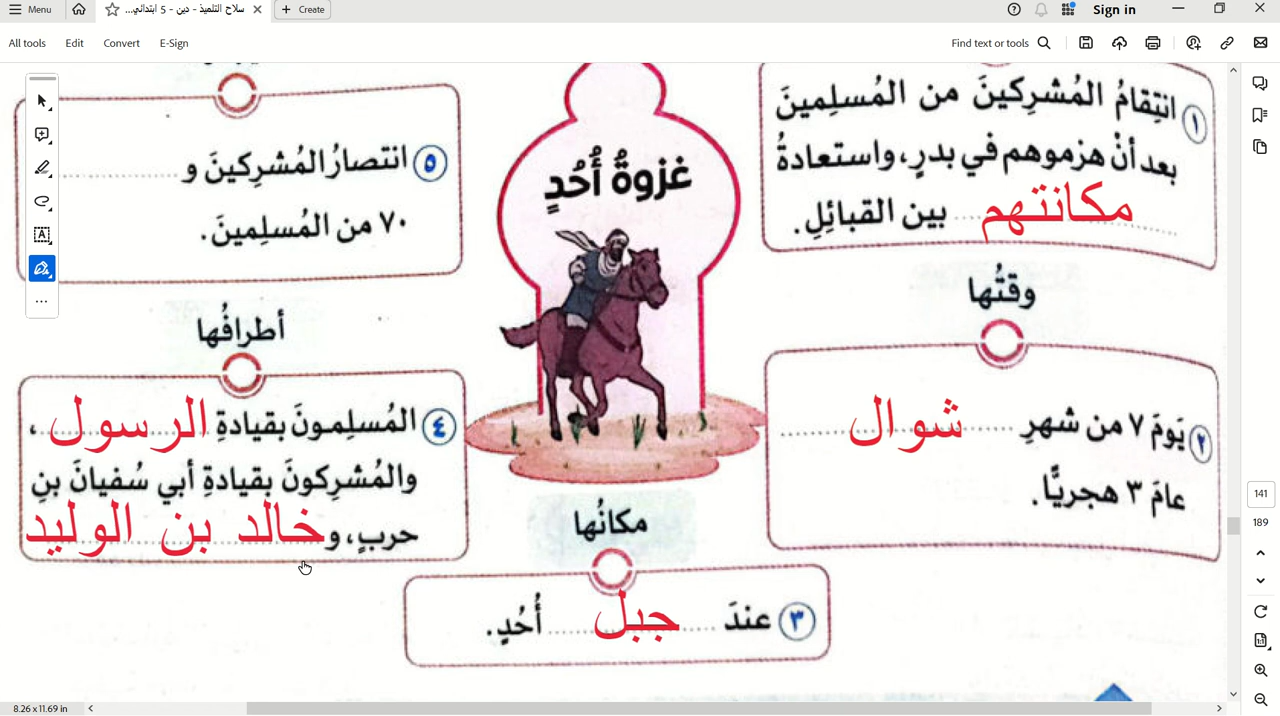 Menu
سلاح التلميذ - دين - 5 ابتدائي...
Create
Sign in
All tools
Edit
Convert
E-Sign
Find text or tools
غزوةُ أُحُدٍ
١ انتِقامُ المُشرِكينَ من المُسلِمينَ
بعد أنْ هزموهم في بدرٍ، واستعادةُ
مكانتهم بين القبائِلِ.
وقتُها
٢ يَومَ ٧ من شهرِ شوال
عامَ ٣ هجريًّا.
مكانُها
٣ عندَ جبل أُحُدٍ.
أطرافُها
٤ المُسلِمونَ بقيادةِ الرسول،
والمُشرِكونَ بقيادةِ أبي سُفيانَ بنِ
حربٍ، و خالد بن الوليد
٥ انتصارُ المُشرِكينَ و ..........
٧٠ من المُسلِمينَ.
141
189
8.26 x 11.69 in